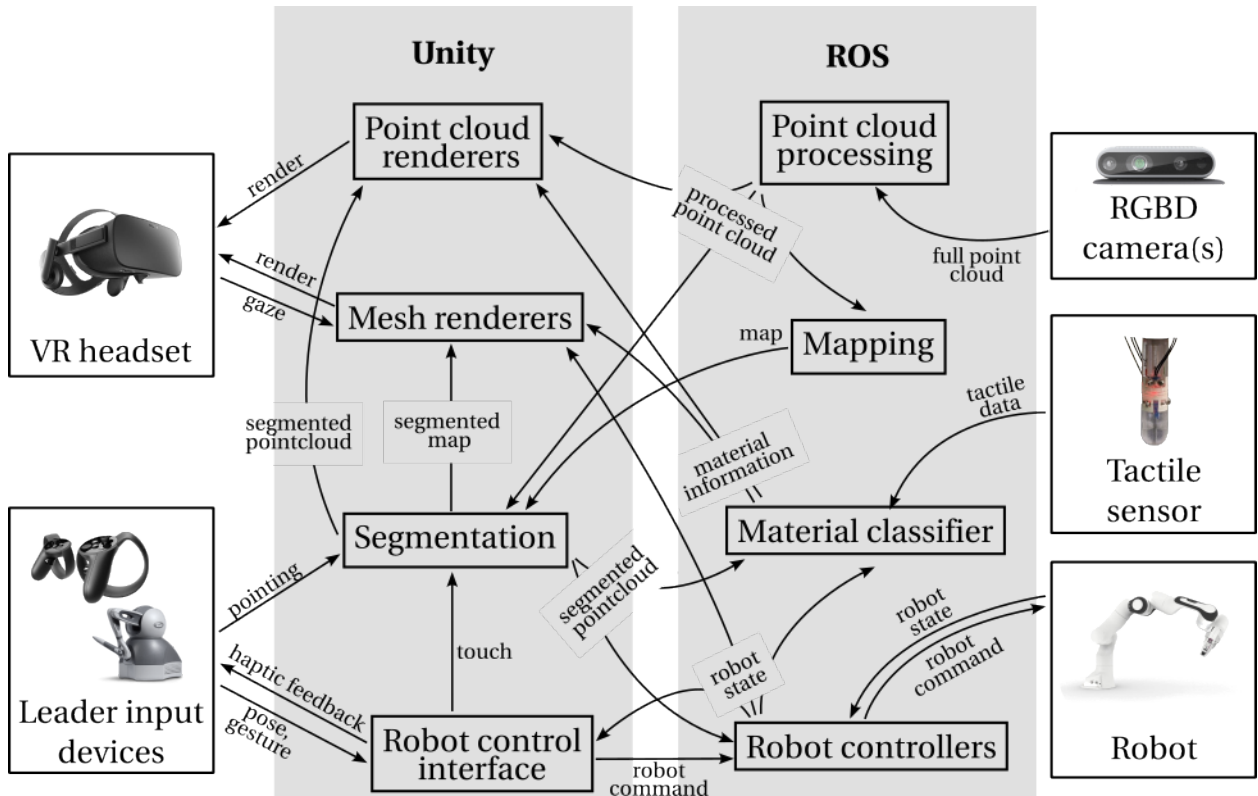 Unity
ROS
Point cloud
renderers
Point cloud
processing
render
processed
point cloud
full point
cloud
RGBD
camera(s)
render
gaze
VR headset
Mesh renderers
map
Mapping
segmented
pointcloud
segmented
map
material
information
tactile
data
Tactile
sensor
Segmentation
Material classifier
pointing
segmented
pointcloud
touch
robot
state
robot
state
robot
command
haptic feedback
pose,
gesture
Leader input
devices
Robot control
interface
robot
command
Robot controllers
Robot